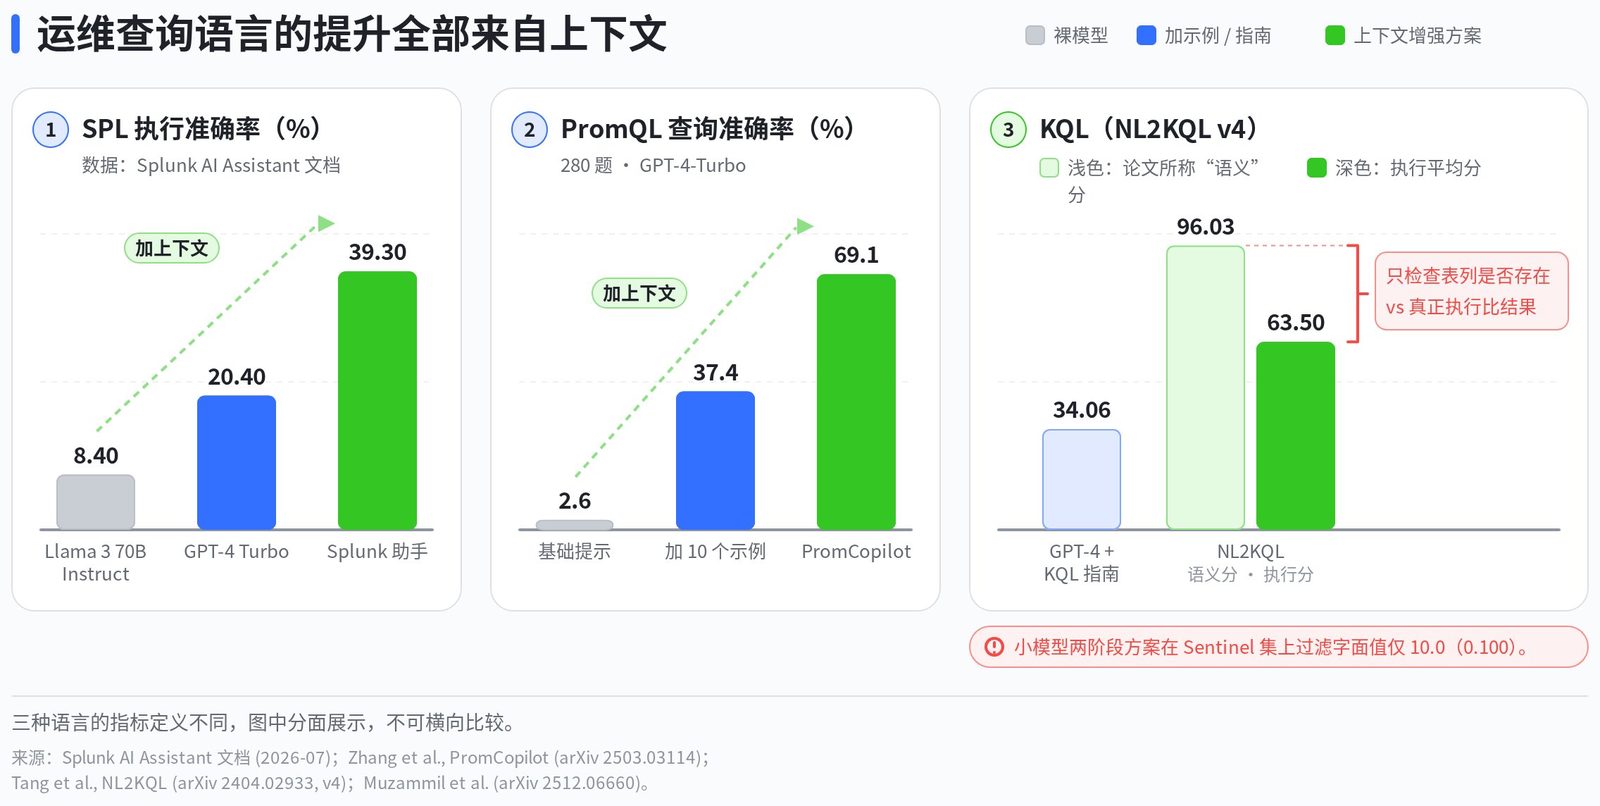 运维查询语言的提升全部来自上下文
裸模型
加示例 / 指南
上下文增强方案
1
SPL 执行准确率（%）
数据：Splunk AI Assistant 文档
加上下文
8.40
20.40
39.30
Llama 3 70B
Instruct
GPT-4 Turbo
Splunk 助手
2
PromQL 查询准确率（%）
280 题 · GPT-4-Turbo
加上下文
2.6
37.4
69.1
基础提示
加 10 个示例
PromCopilot
3
KQL（NL2KQL v4）
浅色：论文所称“语义”
分
深色：执行平均分
34.06
96.03
63.50
只检查表列是否存在
vs 真正执行比结果
GPT-4 +
KQL 指南
NL2KQL
语义分 · 执行分
小模型两阶段方案在 Sentinel 集上过滤字面值仅 10.0（0.100）。
三种语言的指标定义不同，图中分面展示，不可横向比较。
来源：Splunk AI Assistant 文档 (2026-07)；Zhang et al., PromCopilot (arXiv 2503.03114)；
Tang et al., NL2KQL (arXiv 2404.02933, v4)；Muzammil et al. (arXiv 2512.06660)。